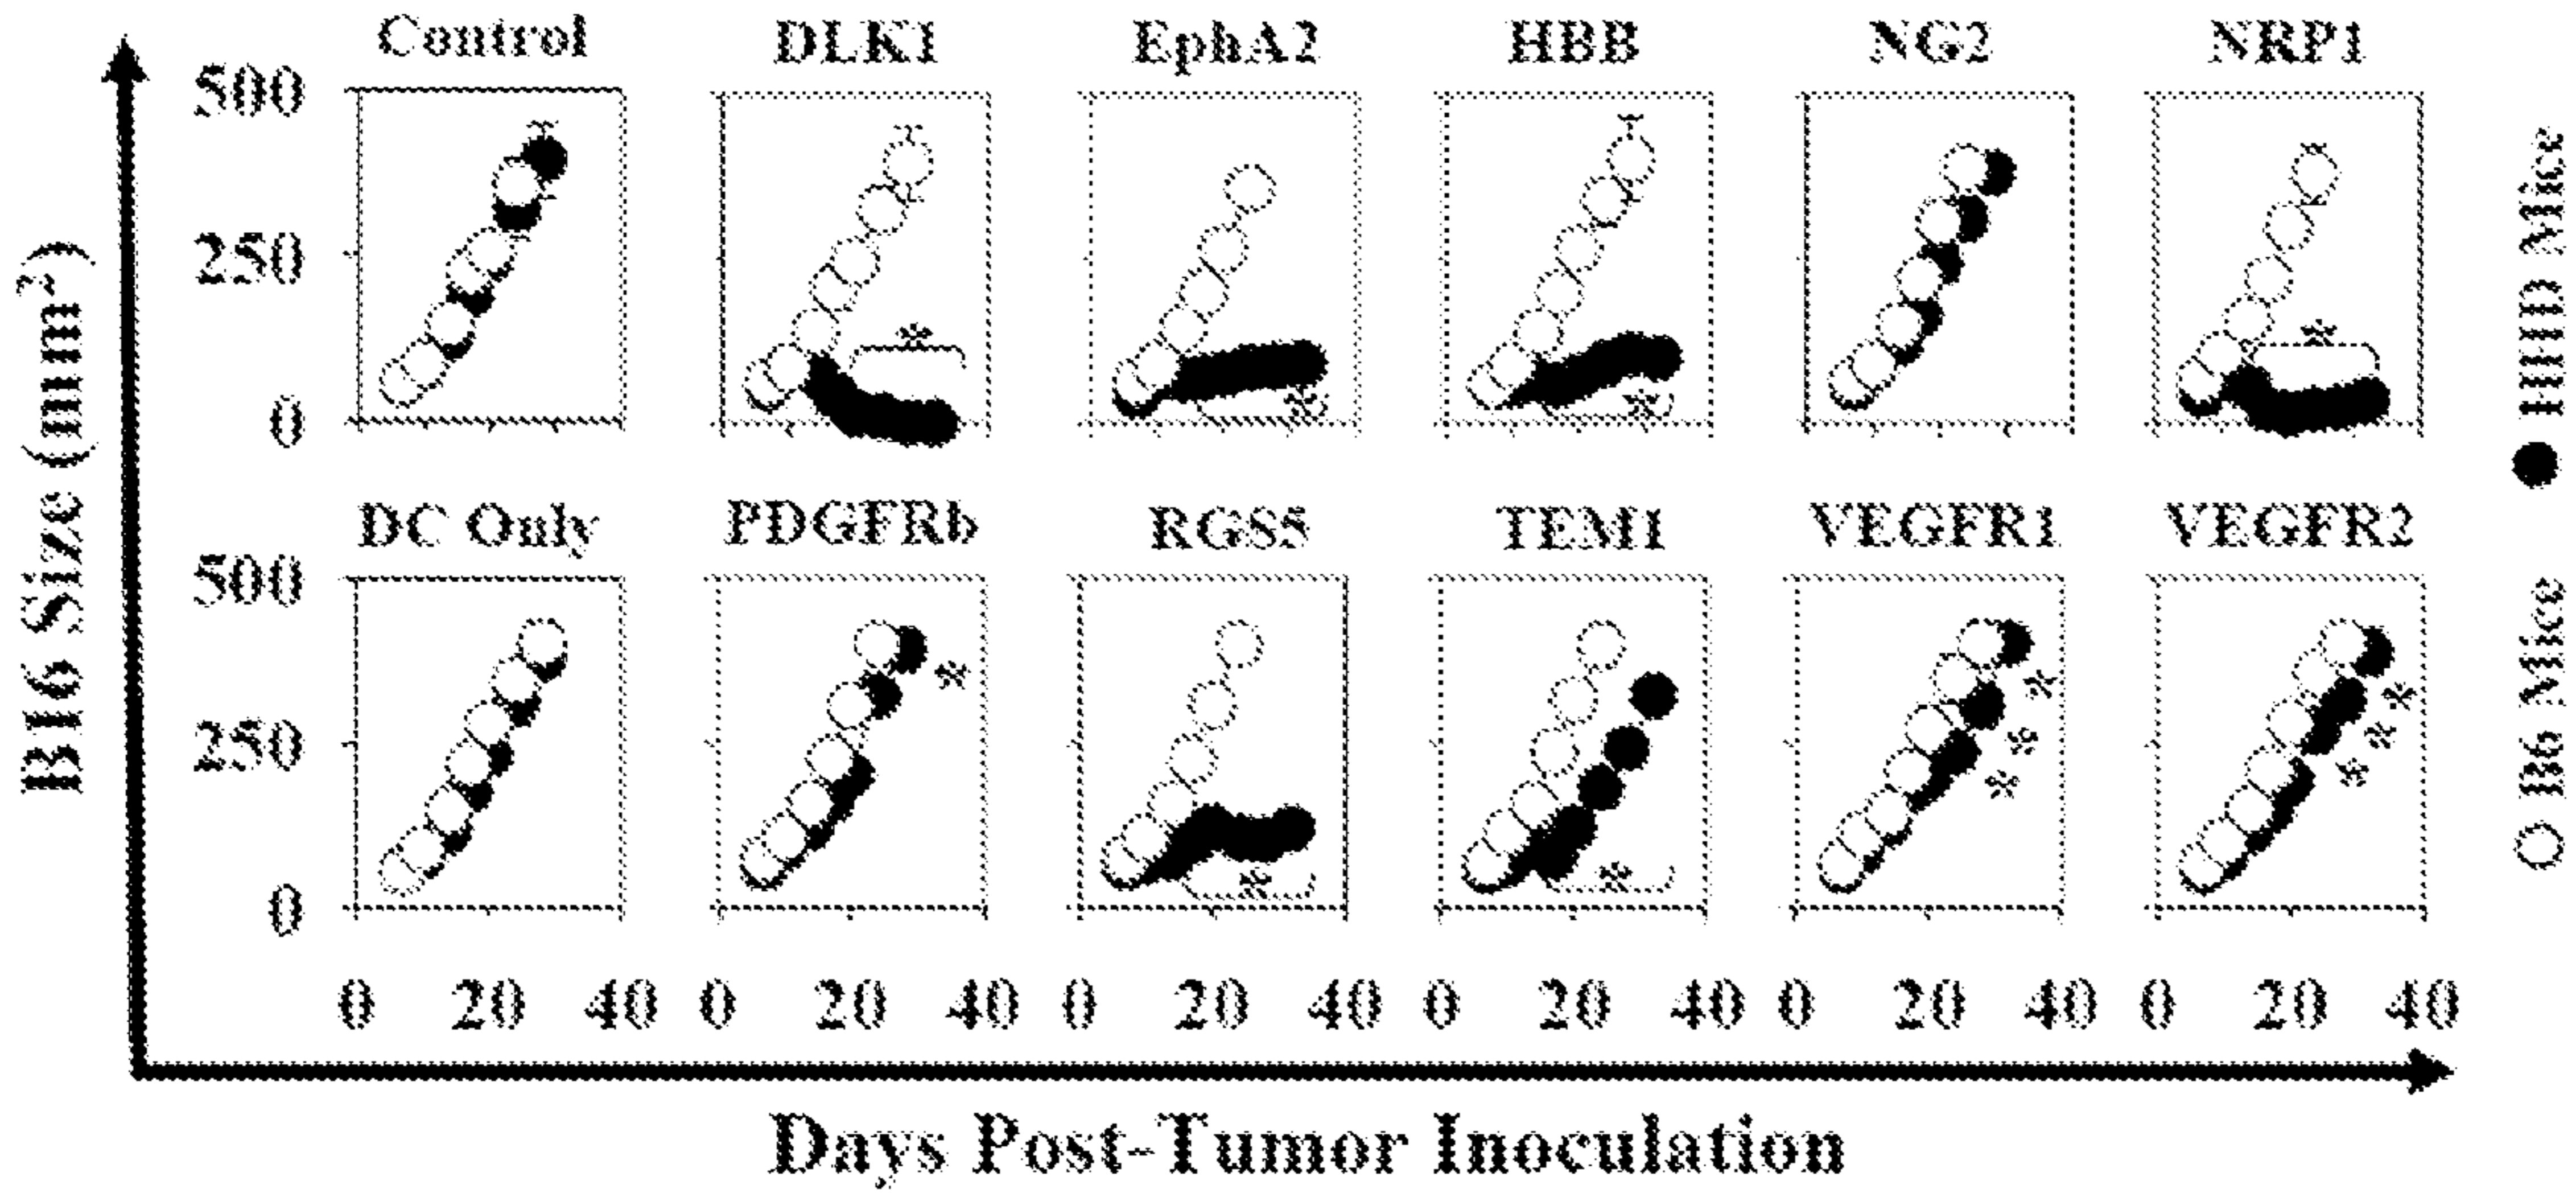 Control DLK1 EphA2 HBB NG2 NRP1
500
250
0
* * * *
DC Only PDGFRb RGS5 TEM1 VEGFR1 VEGFR2
500
250
0
* * * * * * * * *
0 20 40 0 20 40 0 20 40 0 20 40 0 20 40 0 20 40
Days Post-Tumor Inoculation
B16 Size (mm²)
● HHD Mice
○ B6 Mice